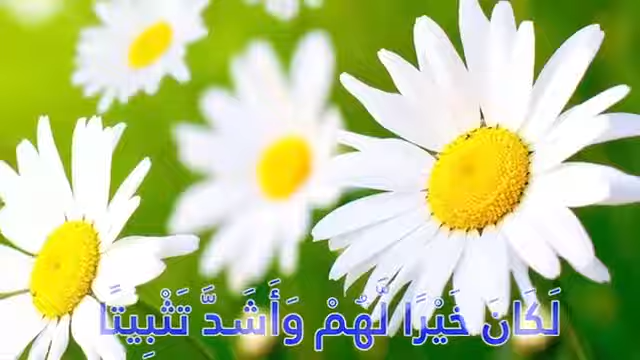 لَكَانَ خَيْرًا لَّهُمْ وَأَشَدَّ تَثْبِيتًا